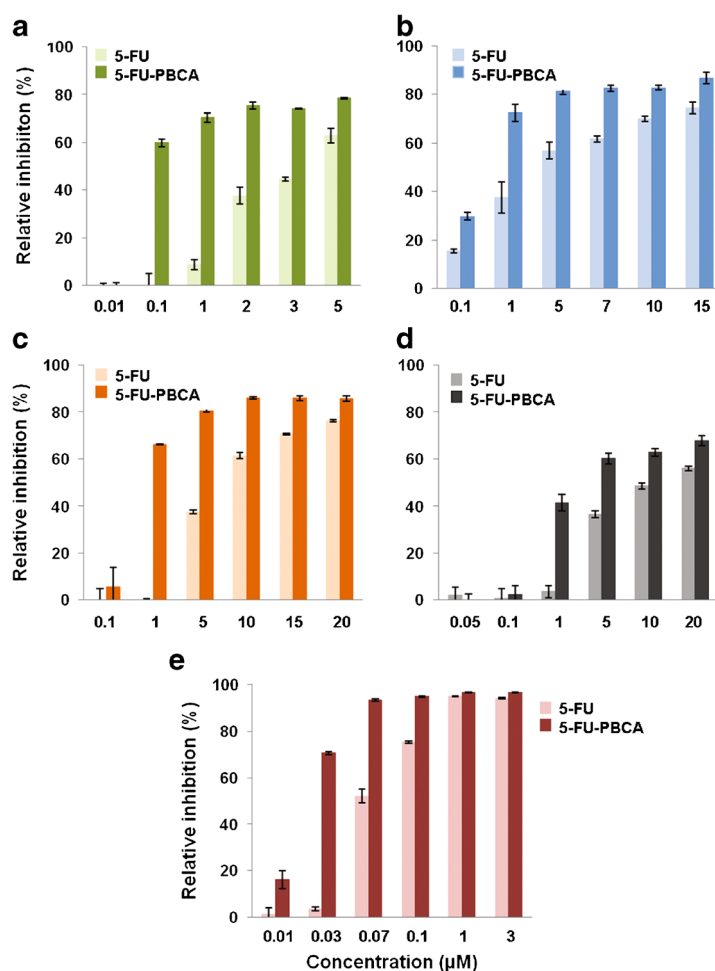 a
100
80
60
40
20
0
Relative inhibiiton (%)
5-FU
5-FU-PBCA
0.01 0.1 1 2 3 5
b
100
80
60
40
20
0
5-FU
5-FU-PBCA
0.1 1 5 7 10 15
c
100
80
60
40
20
0
Relative inhibition (%)
5-FU
5-FU-PBCA
0.1 1 5 10 15 20
d
100
80
60
40
20
0
5-FU
5-FU-PBCA
0.05 0.1 1 5 10 20
e
100
80
60
40
20
0
Relative inhibition (%)
5-FU
5-FU-PBCA
0.01 0.03 0.07 0.1 1 3
Concentration (µM)